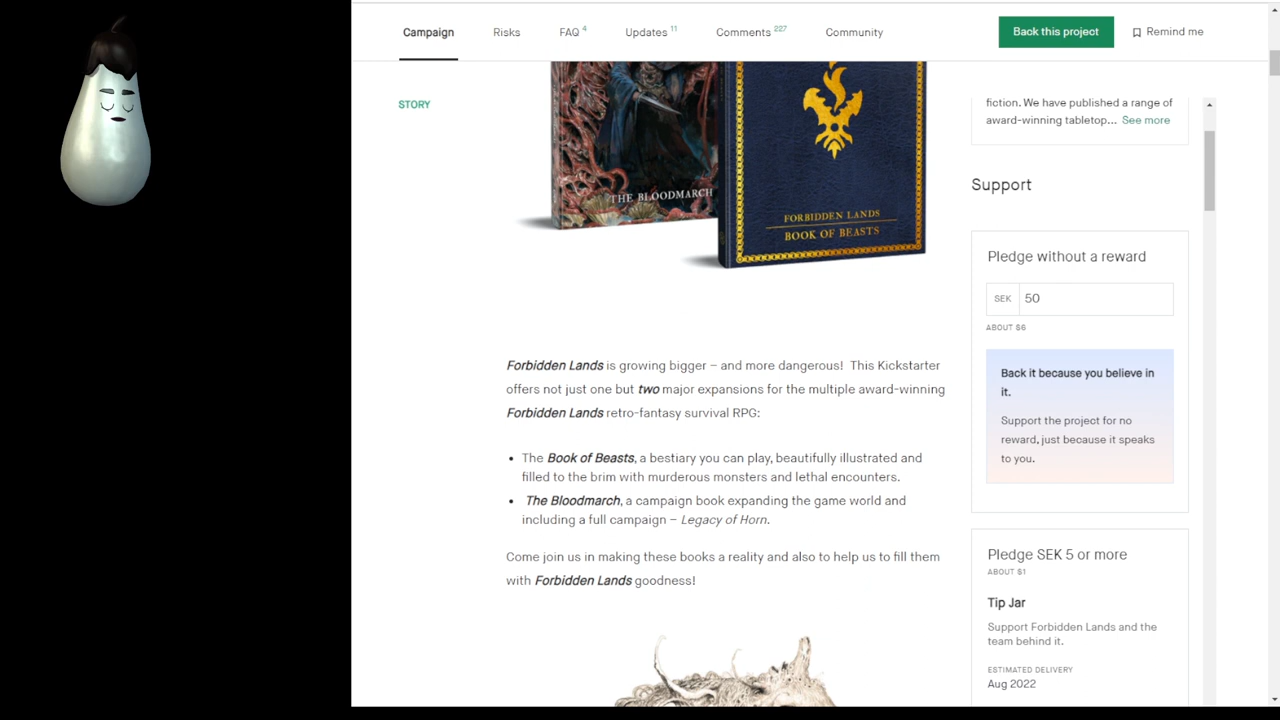 Campaign
Risks
FAQ 4
Updates 11
Comments 227
Community
Back this project
Remind me
STORY
THE BLOODMARCH
FORBIDDEN LANDS
BOOK OF BEASTS
Forbidden Lands is growing bigger – and more dangerous! This Kickstarter
offers not just one but two major expansions for the multiple award-winning
Forbidden Lands retro-fantasy survival RPG:
• The Book of Beasts, a bestiary you can play, beautifully illustrated and
filled to the brim with murderous monsters and lethal encounters.
• The Bloodmarch, a campaign book expanding the game world and
including a full campaign – Legacy of Horn.
Come join us in making these books a reality and also to help us to fill them
with Forbidden Lands goodness!
fiction. We have published a range of
award-winning tabletop... See more
Support
Pledge without a reward
SEK 50
ABOUT $6
Back it because you believe in
it.
Support the project for no
reward, just because it speaks
to you.
Pledge SEK 5 or more
ABOUT $1
Tip Jar
Support Forbidden Lands and the
team behind it.
ESTIMATED DELIVERY
Aug 2022